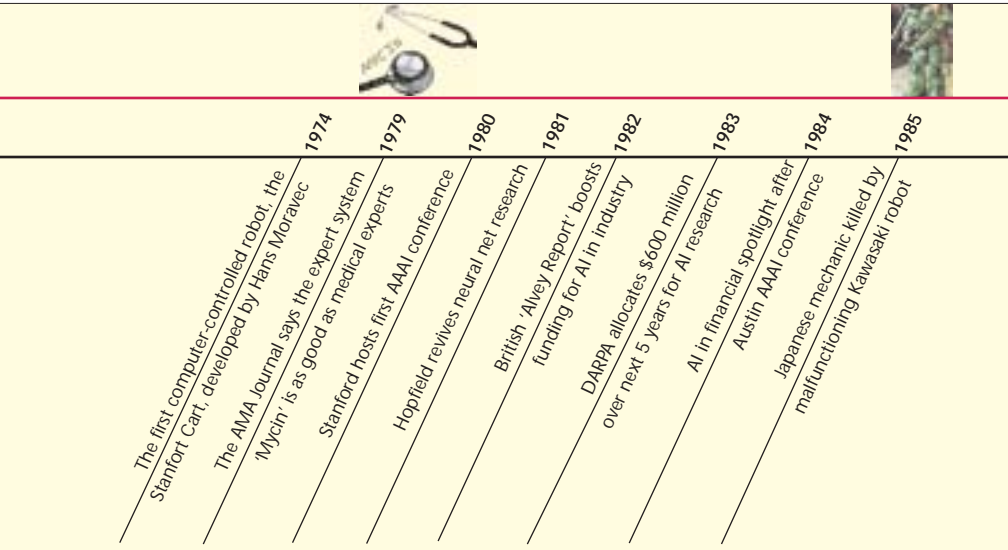 MYCIN
1974
1979
1980
1981
1982
1983
1984
1985
The first computer-controlled robot, the
Stanfort Cart, developed by Hans Moravec
The AMA Journal says the expert system
‘Mycin’ is as good as medical experts
Stanford hosts first AAAI conference
Hopfield revives neural net research
British ‘Alvey Report’ boosts
funding for AI in industry
DARPA allocates $600 million
over next 5 years for AI research
AI in financial spotlight after
Austin AAAI conference
Japanese mechanic killed by
malfunctioning Kawasaki robot